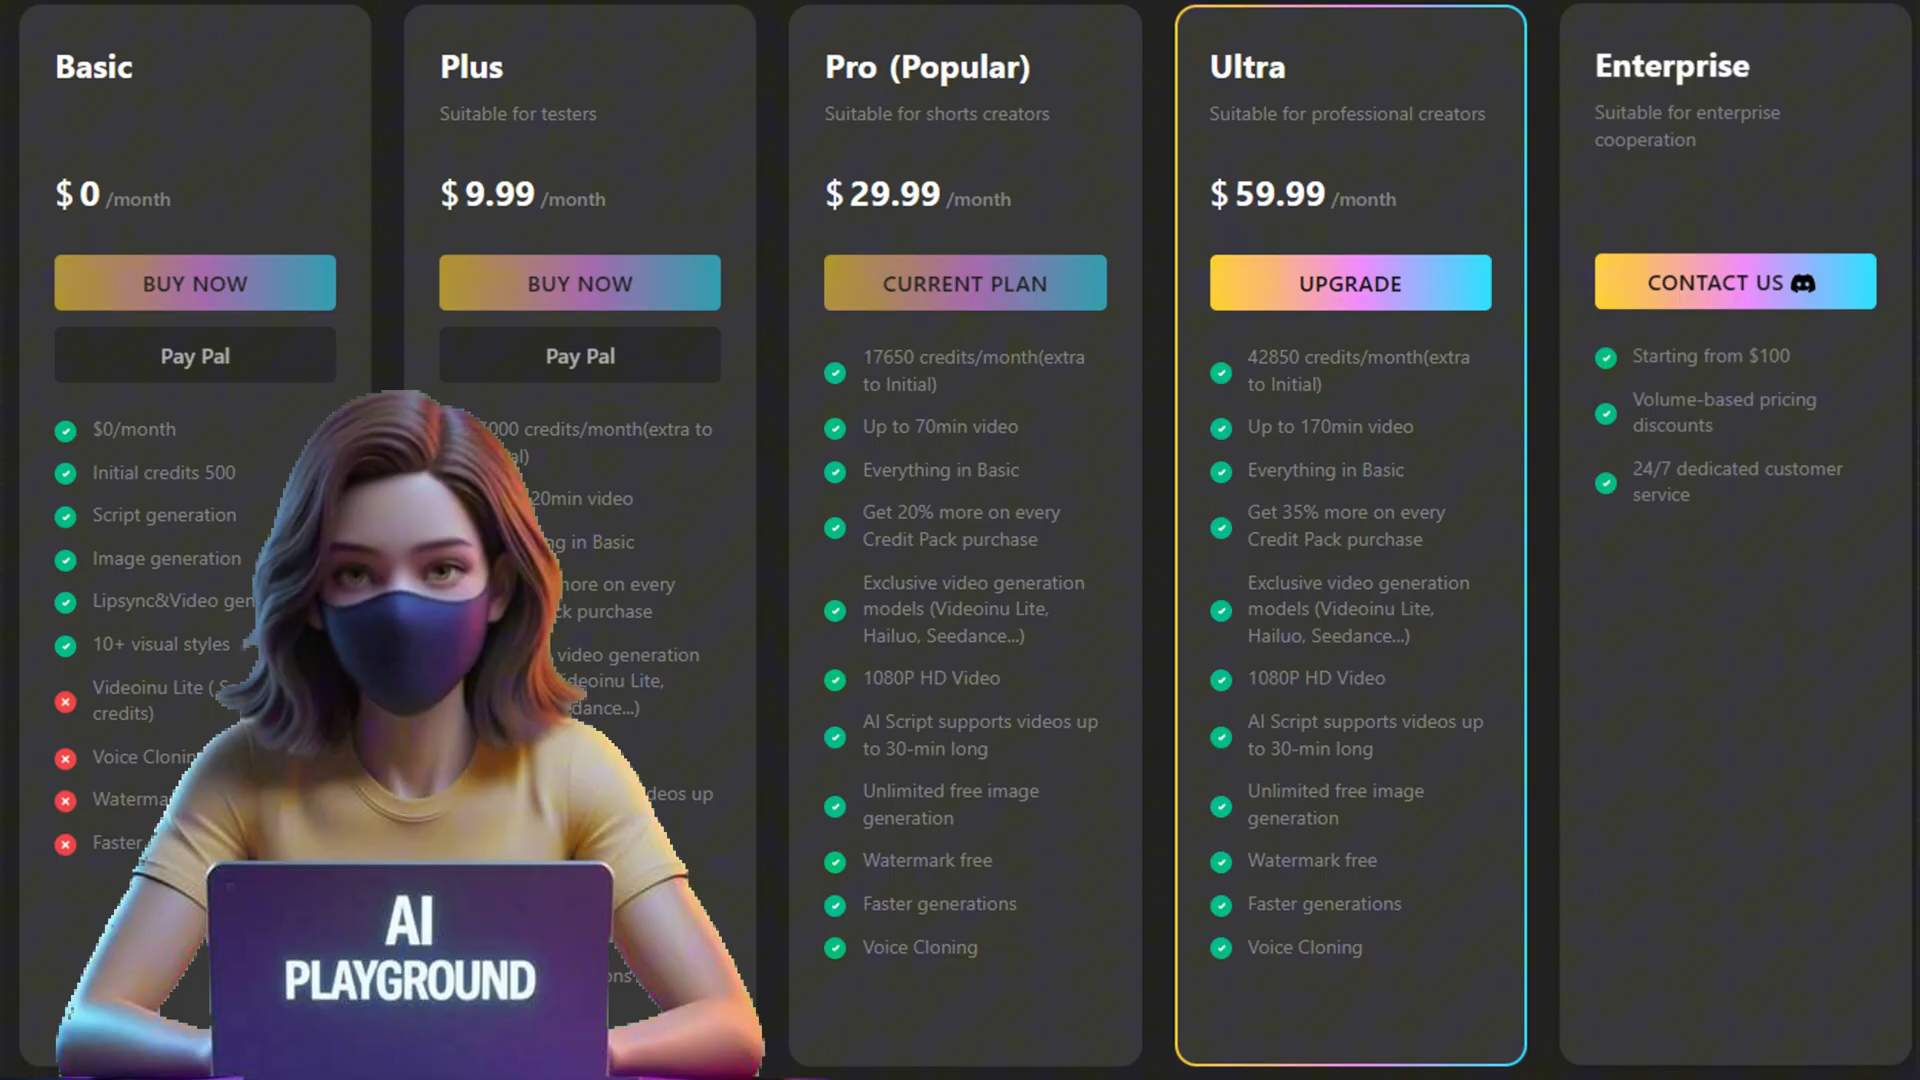 Basic
$ 0 /month
BUY NOW
Pay Pal
$0/month
Initial credits 500
Script generation
Image generation
Lipsync&Video gen
10+ visual styles
Videoinu Lite (
credits)
Voice
Faster
Plus
Suitable for testers
$ 9.99 /month
BUY NOW
Pay Pal
credits/month(extra to
20min video
in Basic
more on every
purchase
video generation
Lite,
up
Pro (Popular)
Suitable for shorts creators
$ 29.99 /month
CURRENT PLAN
17650 credits/month(extra
to Initial)
Up to 70min video
Everything in Basic
Get 20% more on every
Credit Pack purchase
Exclusive video generation
models (Videoinu Lite,
Hailuo, Seedance...)
1080P HD Video
AI Script supports videos up
to 30-min long
Unlimited free image
generation
Watermark free
Faster generations
Voice Cloning
Ultra
Suitable for professional creators
$ 59.99 /month
UPGRADE
42850 credits/month(extra
to Initial)
Up to 170min video
Everything in Basic
Get 35% more on every
Credit Pack purchase
Exclusive video generation
models (Videoinu Lite,
Hailuo, Seedance...)
1080P HD Video
AI Script supports videos up
to 30-min long
Unlimited free image
generation
Watermark free
Faster generations
Voice Cloning
Enterprise
Suitable for enterprise
cooperation
CONTACT US
Starting from $100
Volume-based pricing
discounts
24/7 dedicated customer
service
AI
PLAYGROUND